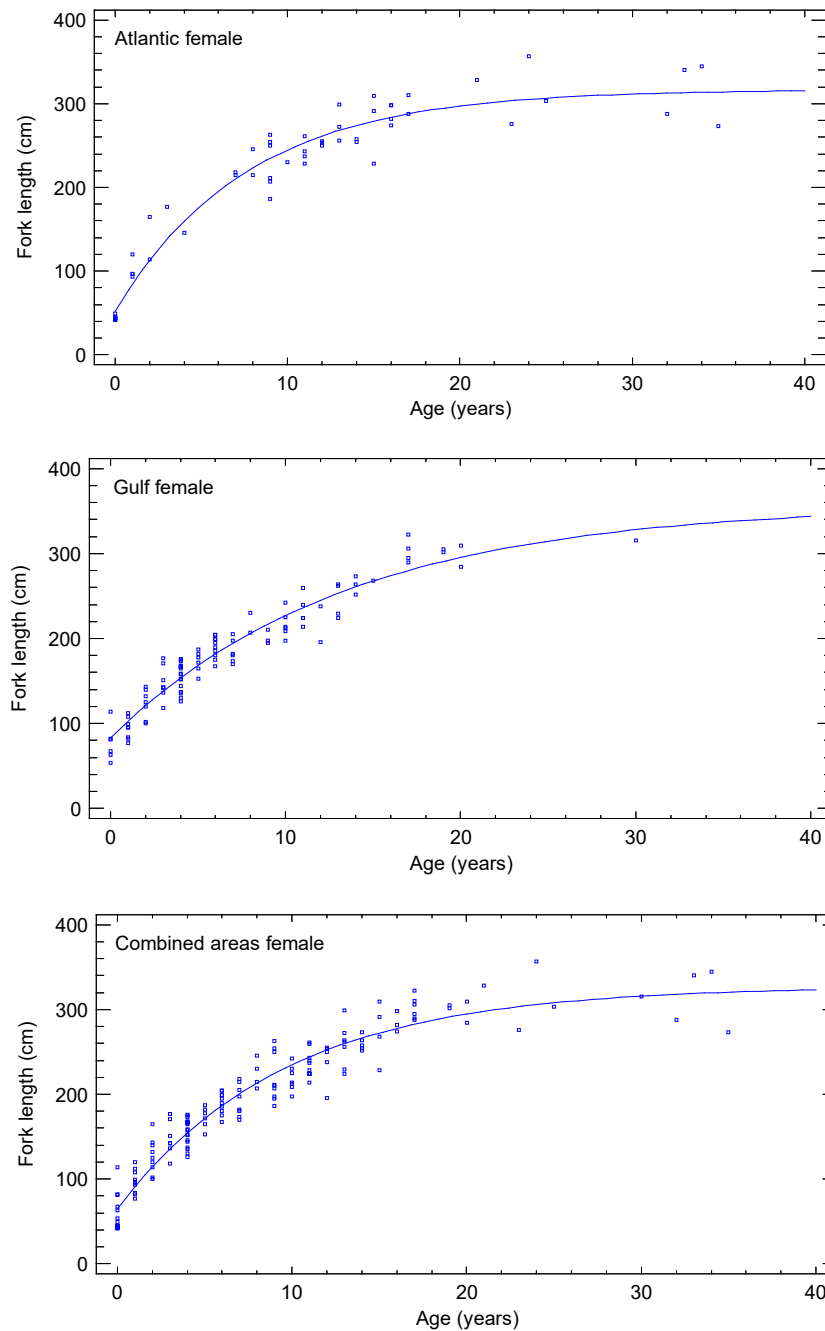 Atlantic female
Fork length (cm)
400
300
200
100
0
0 10 20 30 40
Age (years)
Gulf female
Fork length (cm)
400
300
200
100
0
0 10 20 30 40
Age (years)
Combined areas female
Fork length (cm)
400
300
200
100
0
0 10 20 30 40
Age (years)